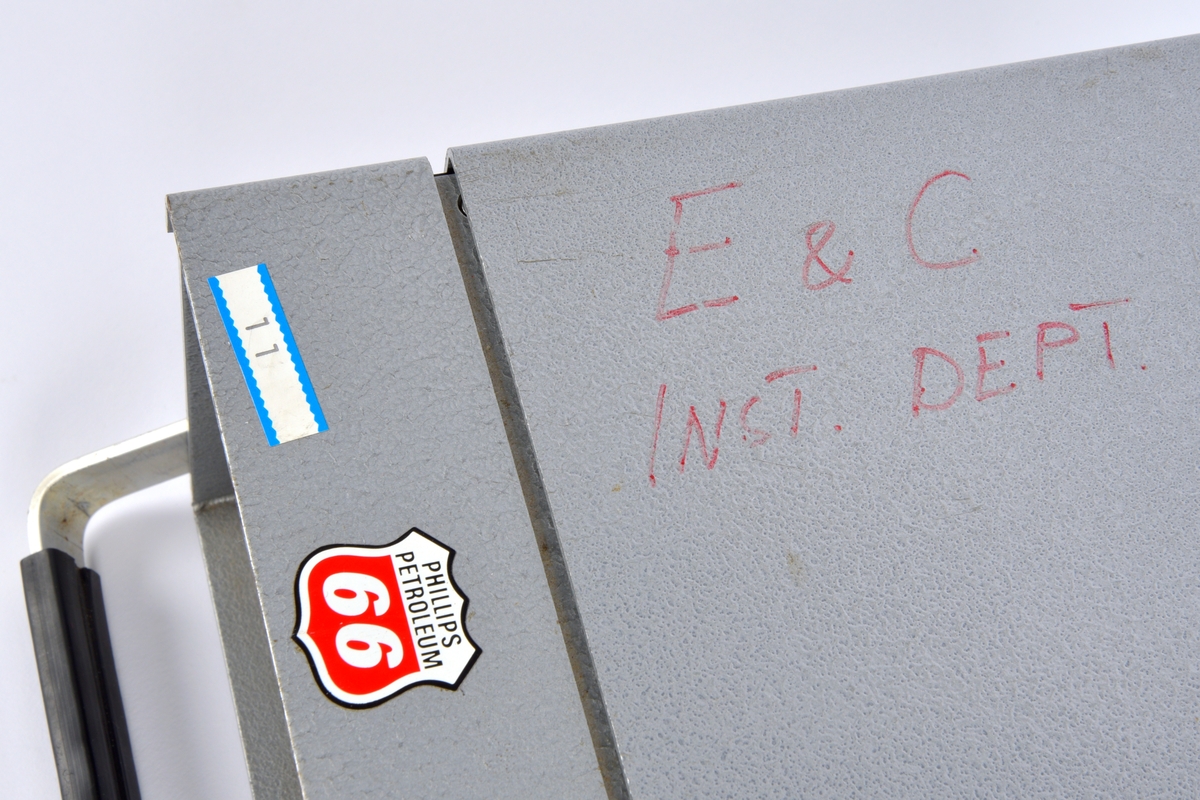 E & C
INST. DEPT.
11
PHILLIPS
PETROLEUM
66